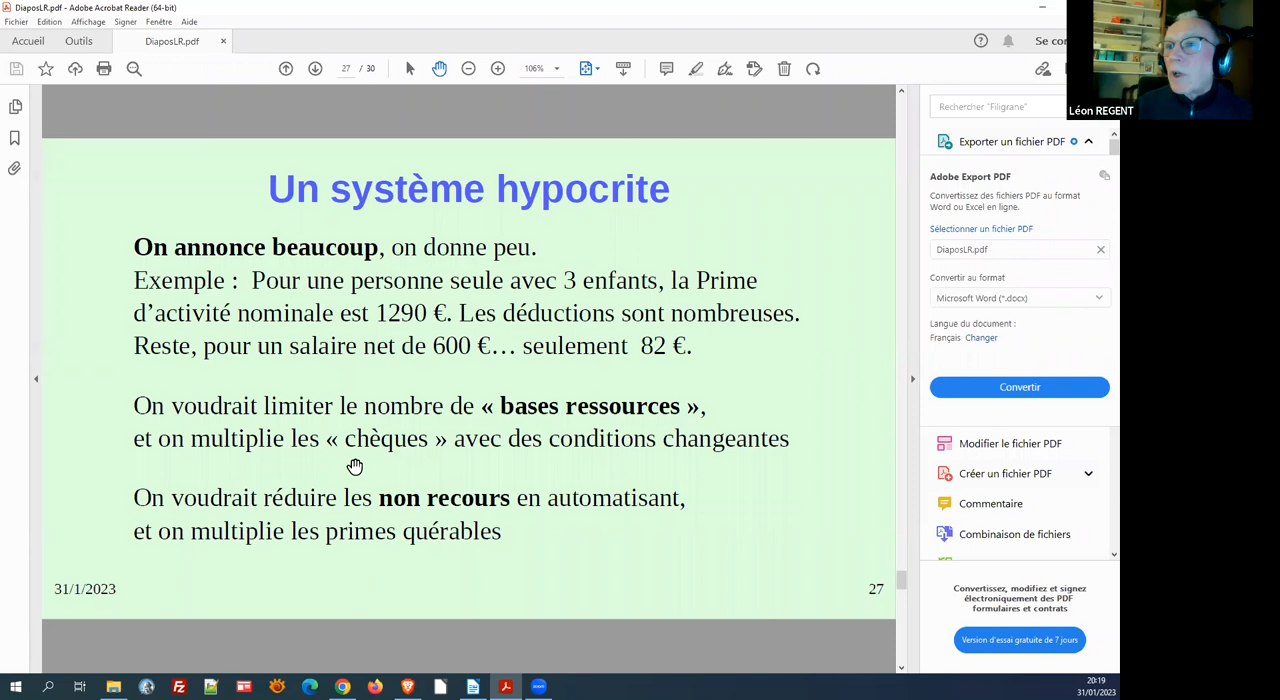 DiaposLR.pdf - Adobe Acrobat Reader (64-bit)
Fichier Edition Affichage Signer Fenêtre Aide
Accueil Outils DiaposLR.pdf × Se con
27 / 30 106%
Léon REGENT
Un système hypocrite
On annonce beaucoup, on donne peu.
Exemple : Pour une personne seule avec 3 enfants, la Prime
d’activité nominale est 1290 €. Les déductions sont nombreuses.
Reste, pour un salaire net de 600 €… seulement 82 €.
On voudrait limiter le nombre de « bases ressources »,
et on multiplie les « chèques » avec des conditions changeantes
On voudrait réduire les non recours en automatisant,
et on multiplie les primes quérables
31/1/2023 27
Rechercher "Filigrane"
Exporter un fichier PDF
Adobe Export PDF
Convertissez des fichiers PDF au format
Word ou Excel en ligne.
Sélectionner un fichier PDF
DiaposLR.pdf
Convertir au format
Microsoft Word (*.docx)
Langue du document :
Français Changer
Convertir
Modifier le fichier PDF
Créer un fichier PDF
Commentaire
Combinaison de fichiers
Convertissez, modifiez et signez
électroniquement des PDF
formulaires et contrats
Version d'essai gratuite de 7 jours
20:19
31/01/2023